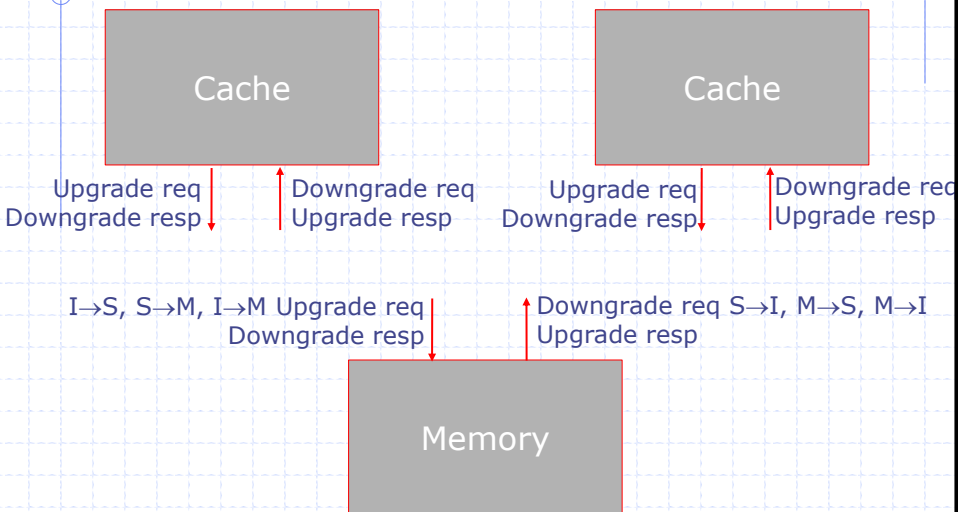 Cache
Cache
Upgrade req
Downgrade resp
Downgrade req
Upgrade resp
Upgrade req
Downgrade resp
Downgrade req
Upgrade resp
I→S, S→M, I→M Upgrade req
Downgrade resp
Downgrade req S→I, M→S, M→I
Upgrade resp
Memory